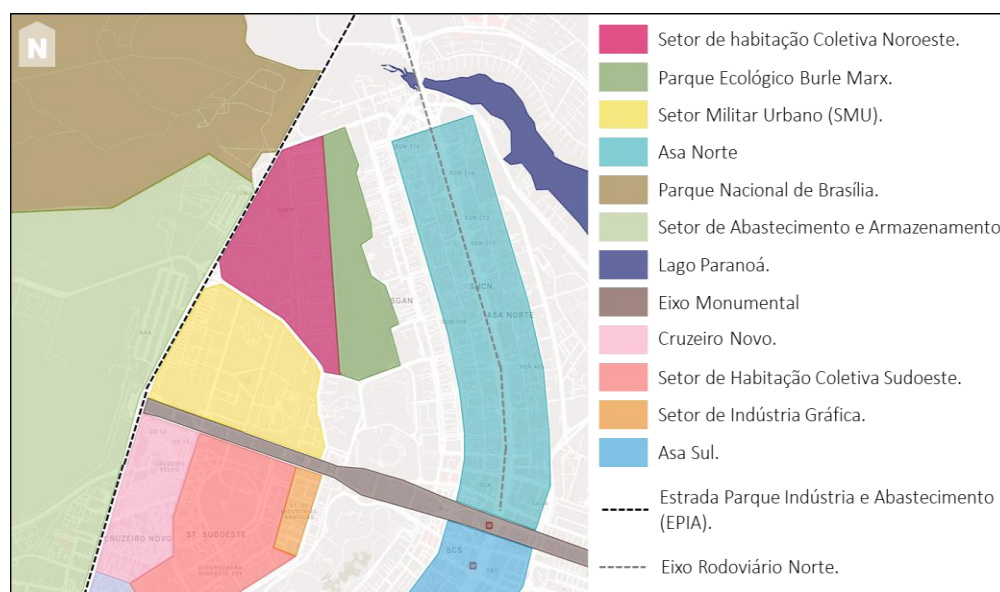 N
Setor de habitação Coletiva Noroeste.
Parque Ecológico Burle Marx.
Setor Militar Urbano (SMU).
Asa Norte
Parque Nacional de Brasília.
Setor de Abastecimento e Armazenamento
Lago Paranoá.
Eixo Monumental
Cruzeiro Novo.
Setor de Habitação Coletiva Sudoeste.
Setor de Indústria Gráfica.
Asa Sul.
Estrada Parque Indústria e Abastecimento
(EPIA).
Eixo Rodoviário Norte.
SGAN
SHCN
ASA NORTE
CRUZEIRO NOVO
ST. SUDOESTE
SCS
M
M